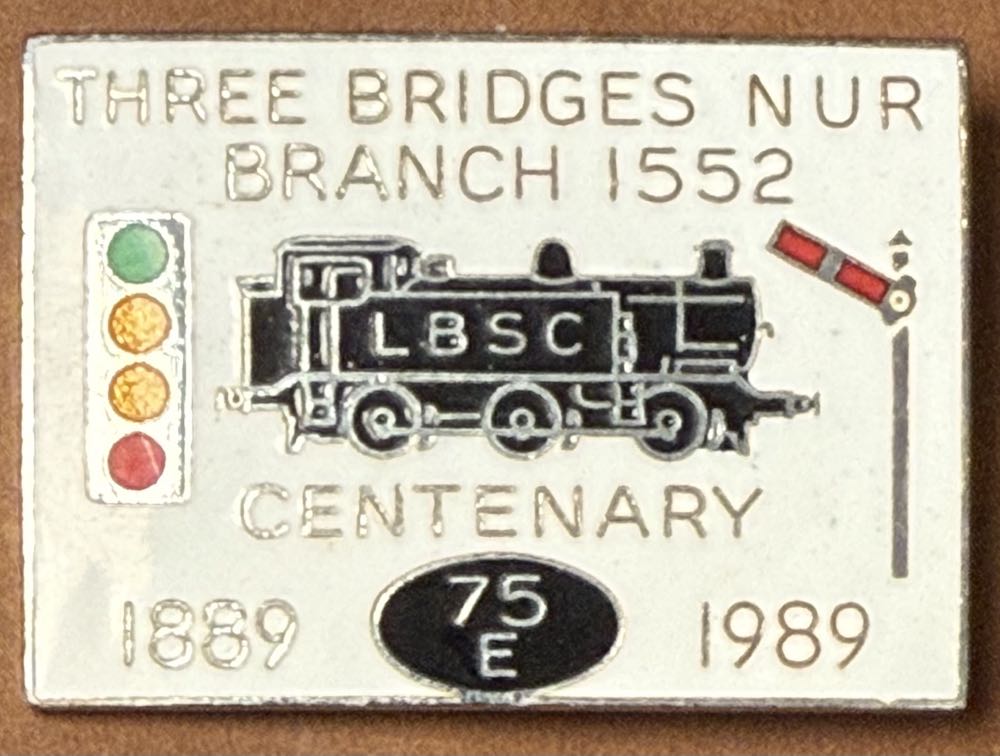 THREE BRIDGES NUR
BRANCH 1552
LBSC
CENTENARY
1889 75 1989
E